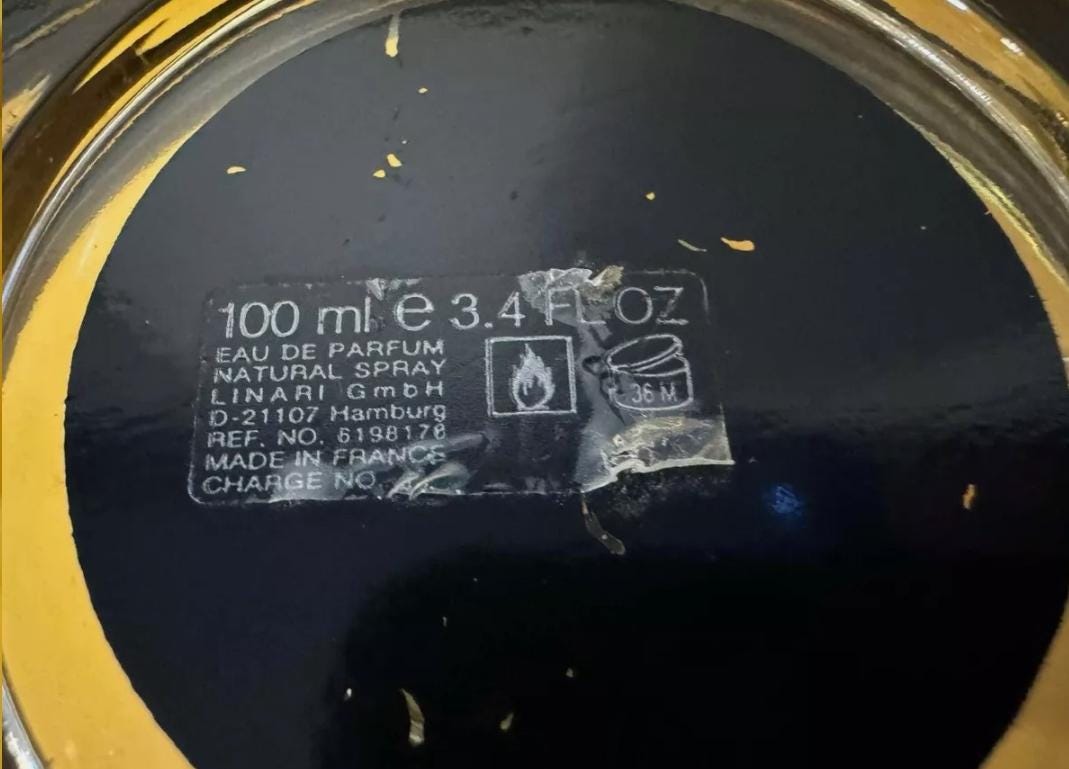 100 ml e 3.4 FL OZ
EAU DE PARFUM
NATURAL SPRAY
LINARI GmbH
D-21107 Hamburg
REF. NO. 6198178
MADE IN FRANCE
CHARGE NO.
36 M